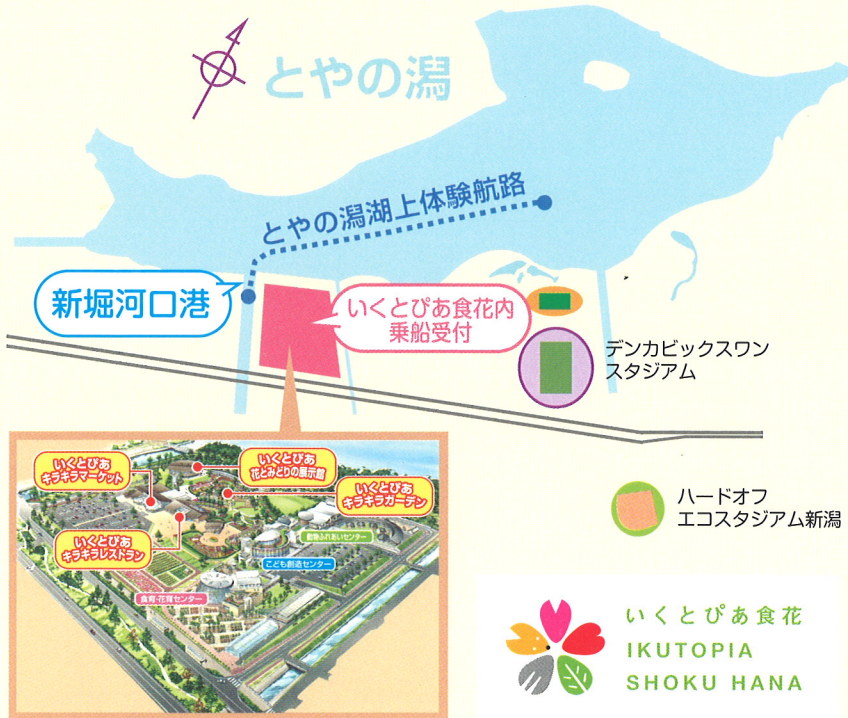 とやの潟
とやの潟湖上体験航路
新堀河口港
いくとぴあ食花内
乗船受付
デンカビックスワン
スタジアム
ハードオフ
エコスタジアム新潟
いくとぴあ
キラキラマーケット
いくとぴあ
花とみどりの展示館
いくとぴあ
キラキラガーデン
いくとぴあ
キラキラレストラン
動物ふれあいセンター
こども創造センター
食育・花育センター
いくとぴあ食花
IKUTOPIA
SHOKU HANA